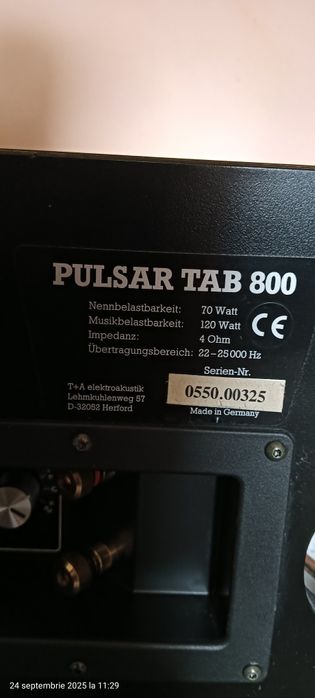 PULSAR TAB 800
Nennbelastbarkeit: 70 Watt
Musikbelastbarkeit: 120 Watt
Impedanz: 4 Ohm
Übertragungsbereich: 22–25000 Hz
CE
Serien-Nr.
0550.00325
Made in Germany
T+A elektroakustik
Lehmkuhlenweg 57
D-32052 Herford
24 septembrie 2025 la 11:29